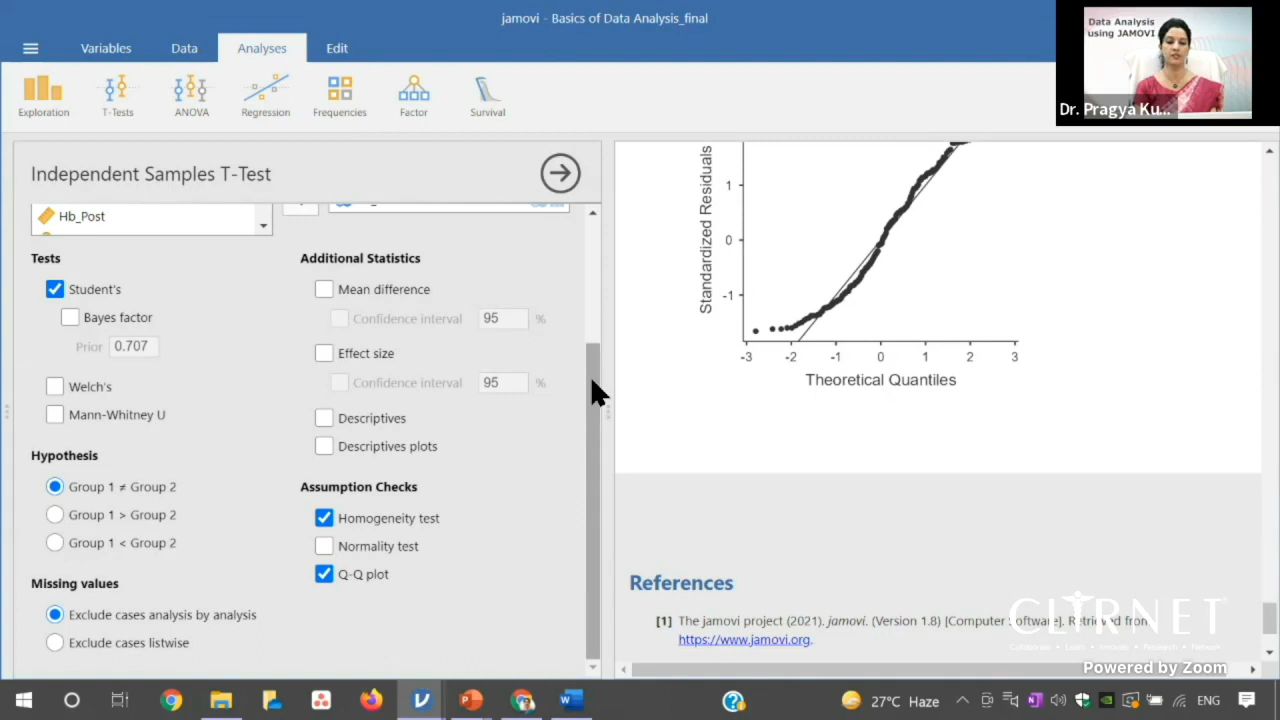 jamovi - Basics of Data Analysis_final
Data Analysis
using JAMOVI
Dr. Pragya Ku...
Variables
Data
Analyses
Edit
Exploration
T-Tests
ANOVA
Regression
Frequencies
Factor
Survival
Independent Samples T-Test
Hb_Post
Tests
Student's
Bayes factor
Prior 0.707
Welch's
Mann-Whitney U
Hypothesis
Group 1 ≠ Group 2
Group 1 > Group 2
Group 1 < Group 2
Missing values
Exclude cases analysis by analysis
Exclude cases listwise
Additional Statistics
Mean difference
Confidence interval 95 %
Effect size
Confidence interval 95 %
Descriptives
Descriptives plots
Assumption Checks
Homogeneity test
Normality test
Q-Q plot
Standardized Residuals
1
0
-1
-3 -2 -1 0 1 2 3
Theoretical Quantiles
References
[1] The jamovi project (2021). jamovi. (Version 1.8) [Computer Software]. Retrieved from
https://www.jamovi.org.
CLIRNET
Powered by Zoom
27°C Haze
ENG